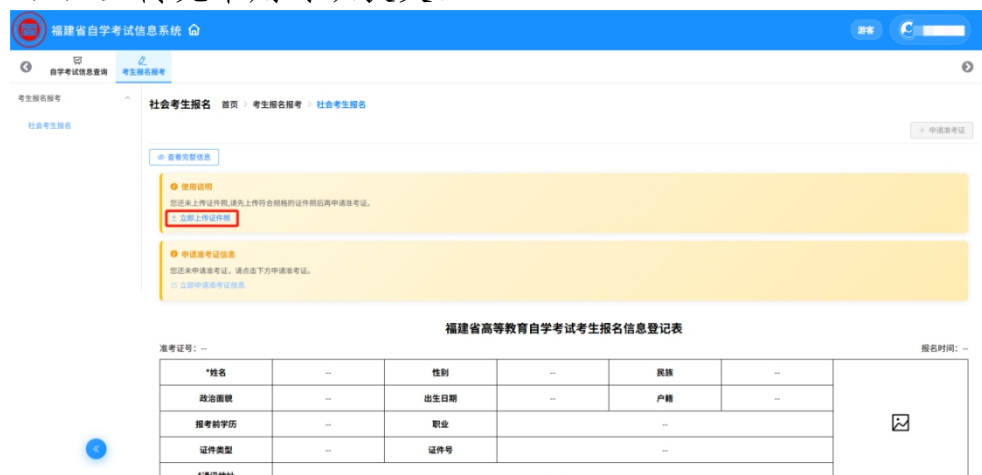 福建省自学考试信息系统
游客
自学考试信息查询
考生报名报考
考生报名报考
社会考生报名
社会考生报名 首页 > 考生报名报考 > 社会考生报名
+ 申请准考证
查看完整信息
使用说明
您还未上传证件照,请先上传符合规格的证件照后再申请准考证。
立即上传证件照
申请准考证信息
您还未申请准考证，请点击下方申请准考证。
立即申请准考证信息
福建省高等教育自学考试考生报名信息登记表
准考证号： -- 报名时间： --
*姓名 -- 性别 -- 民族 --
政治面貌 -- 出生日期 -- 户籍 --
报考前学历 -- 职业 --
证件类型 -- 证件号 --